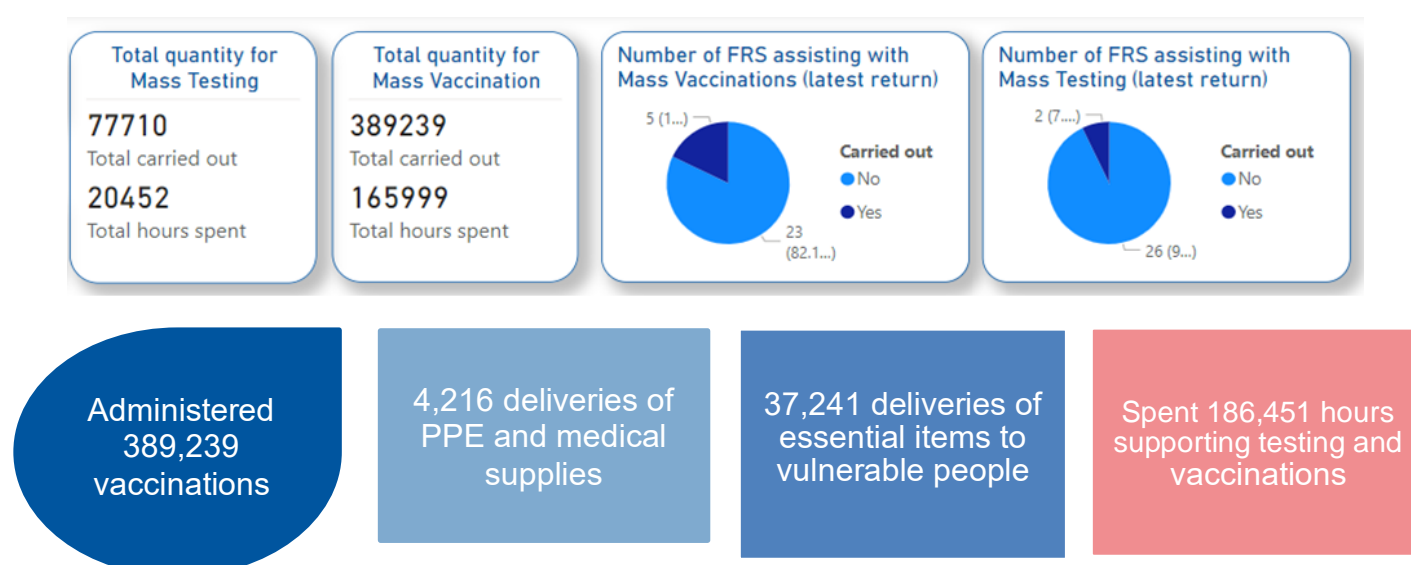 Total quantity for
Mass Testing
77710
Total carried out
20452
Total hours spent
Total quantity for
Mass Vaccination
389239
Total carried out
165999
Total hours spent
Number of FRS assisting with
Mass Vaccinations (latest return)
5 (1...)
Carried out
No
Yes
23
(82.1...)
Number of FRS assisting with
Mass Testing (latest return)
2 (7....)
Carried out
No
Yes
26 (9...)
Administered
389,239
vaccinations
4,216 deliveries of
PPE and medical
supplies
37,241 deliveries of
essential items to
vulnerable people
Spent 186,451 hours
supporting testing and
vaccinations